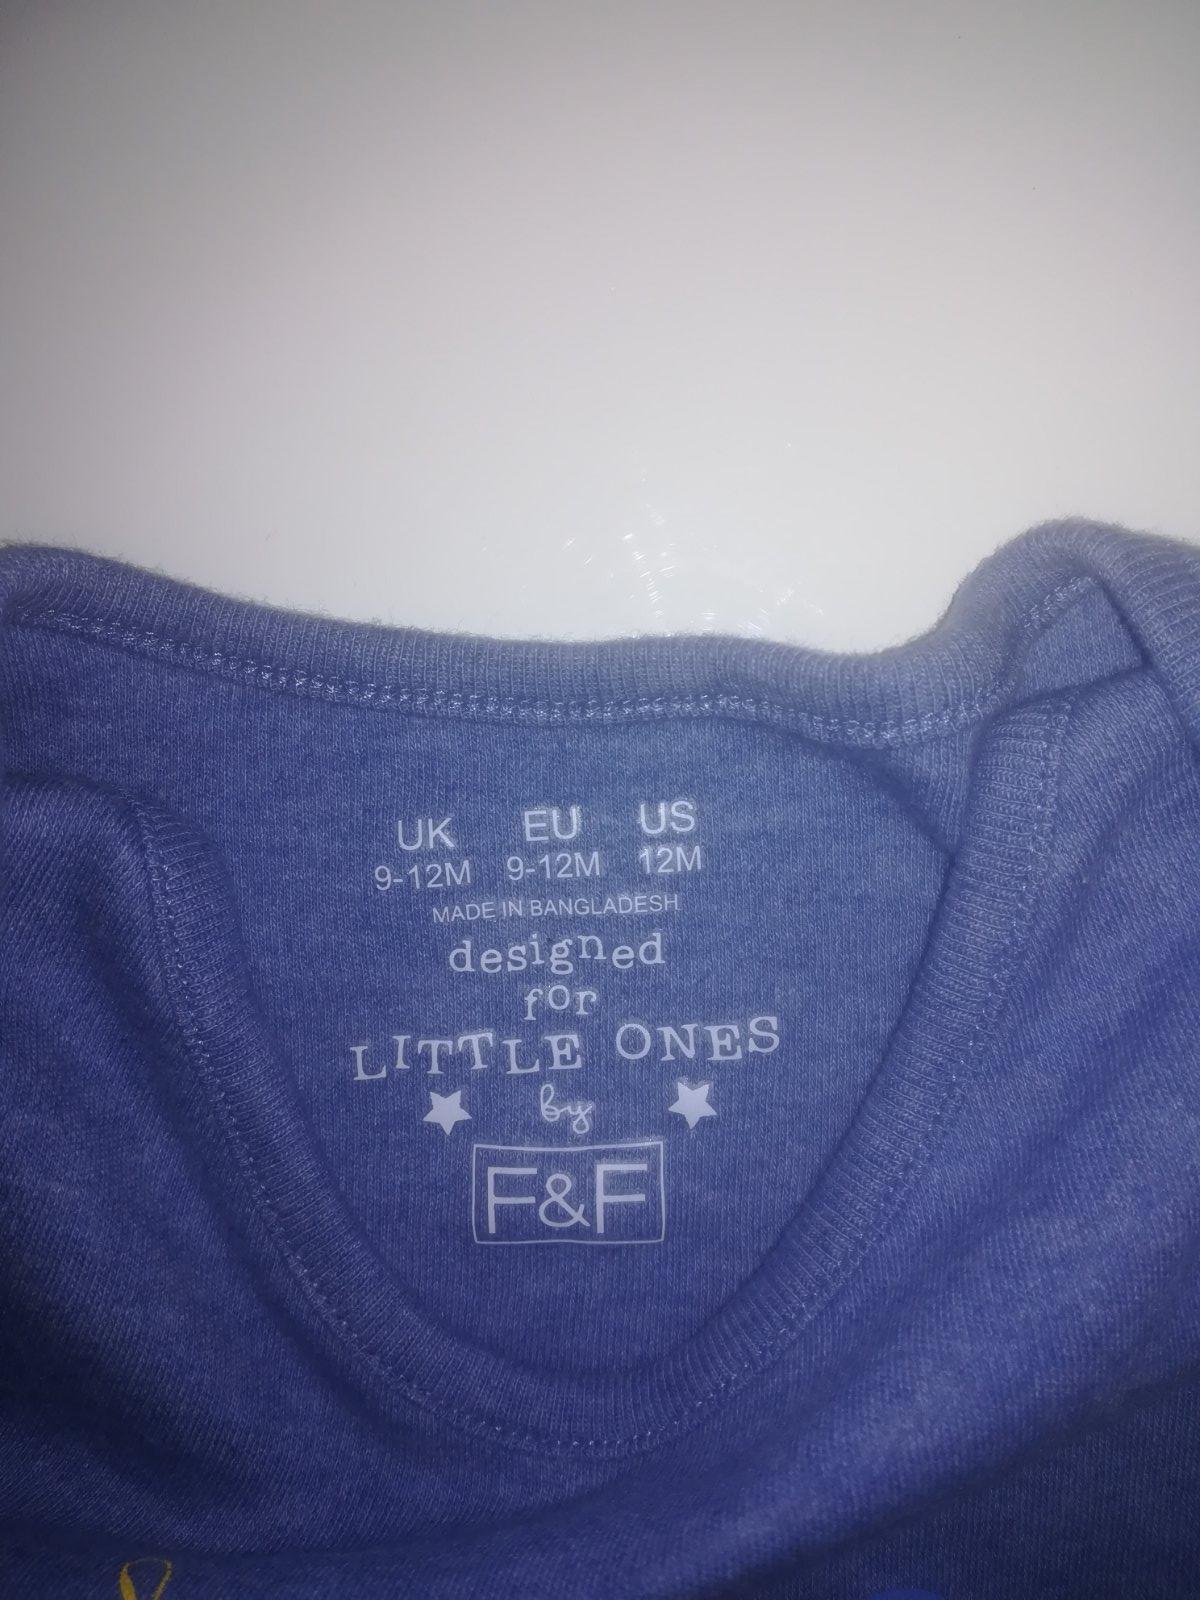 UK EU US
9-12M 9-12M 12M
MADE IN BANGLADESH
designed
for
LITTLE ONES
by
F&F